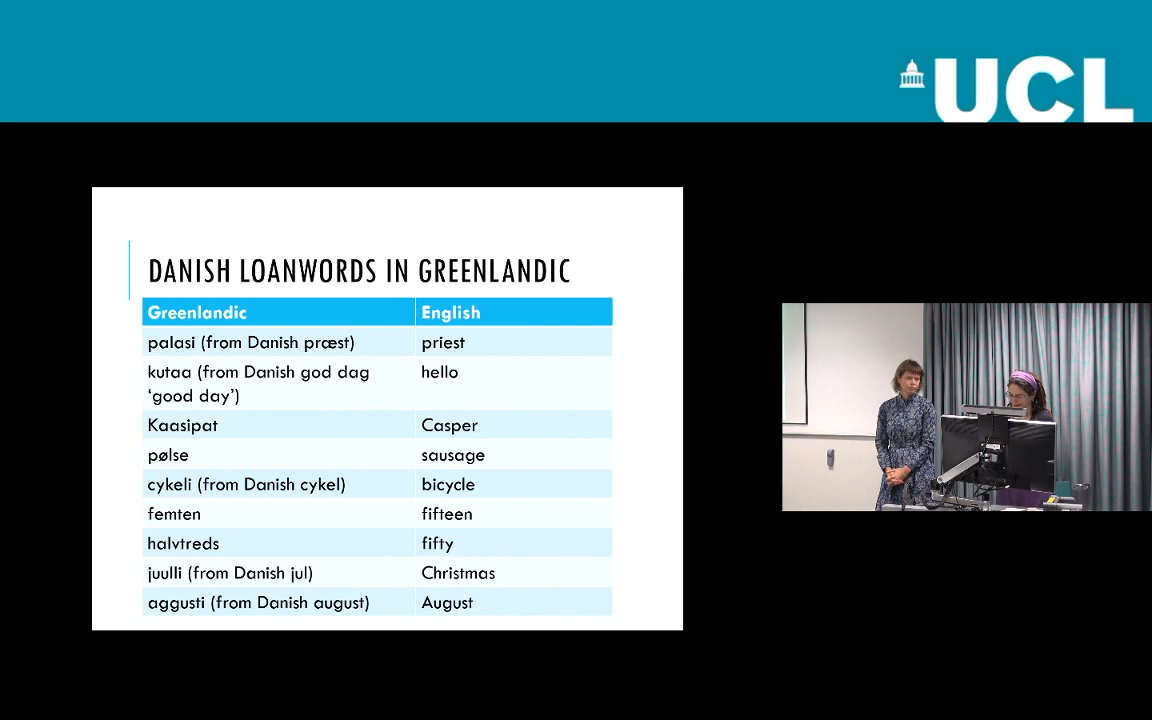 UCL
DANISH LOANWORDS IN GREENLANDIC
Greenlandic English
palasi (from Danish præst) priest
kutaa (from Danish god dag hello
‘good day’)
Kaasipat Casper
pølse sausage
cykeli (from Danish cykel) bicycle
femten fifteen
halvtreds fifty
juulli (from Danish jul) Christmas
aggusti (from Danish august) August